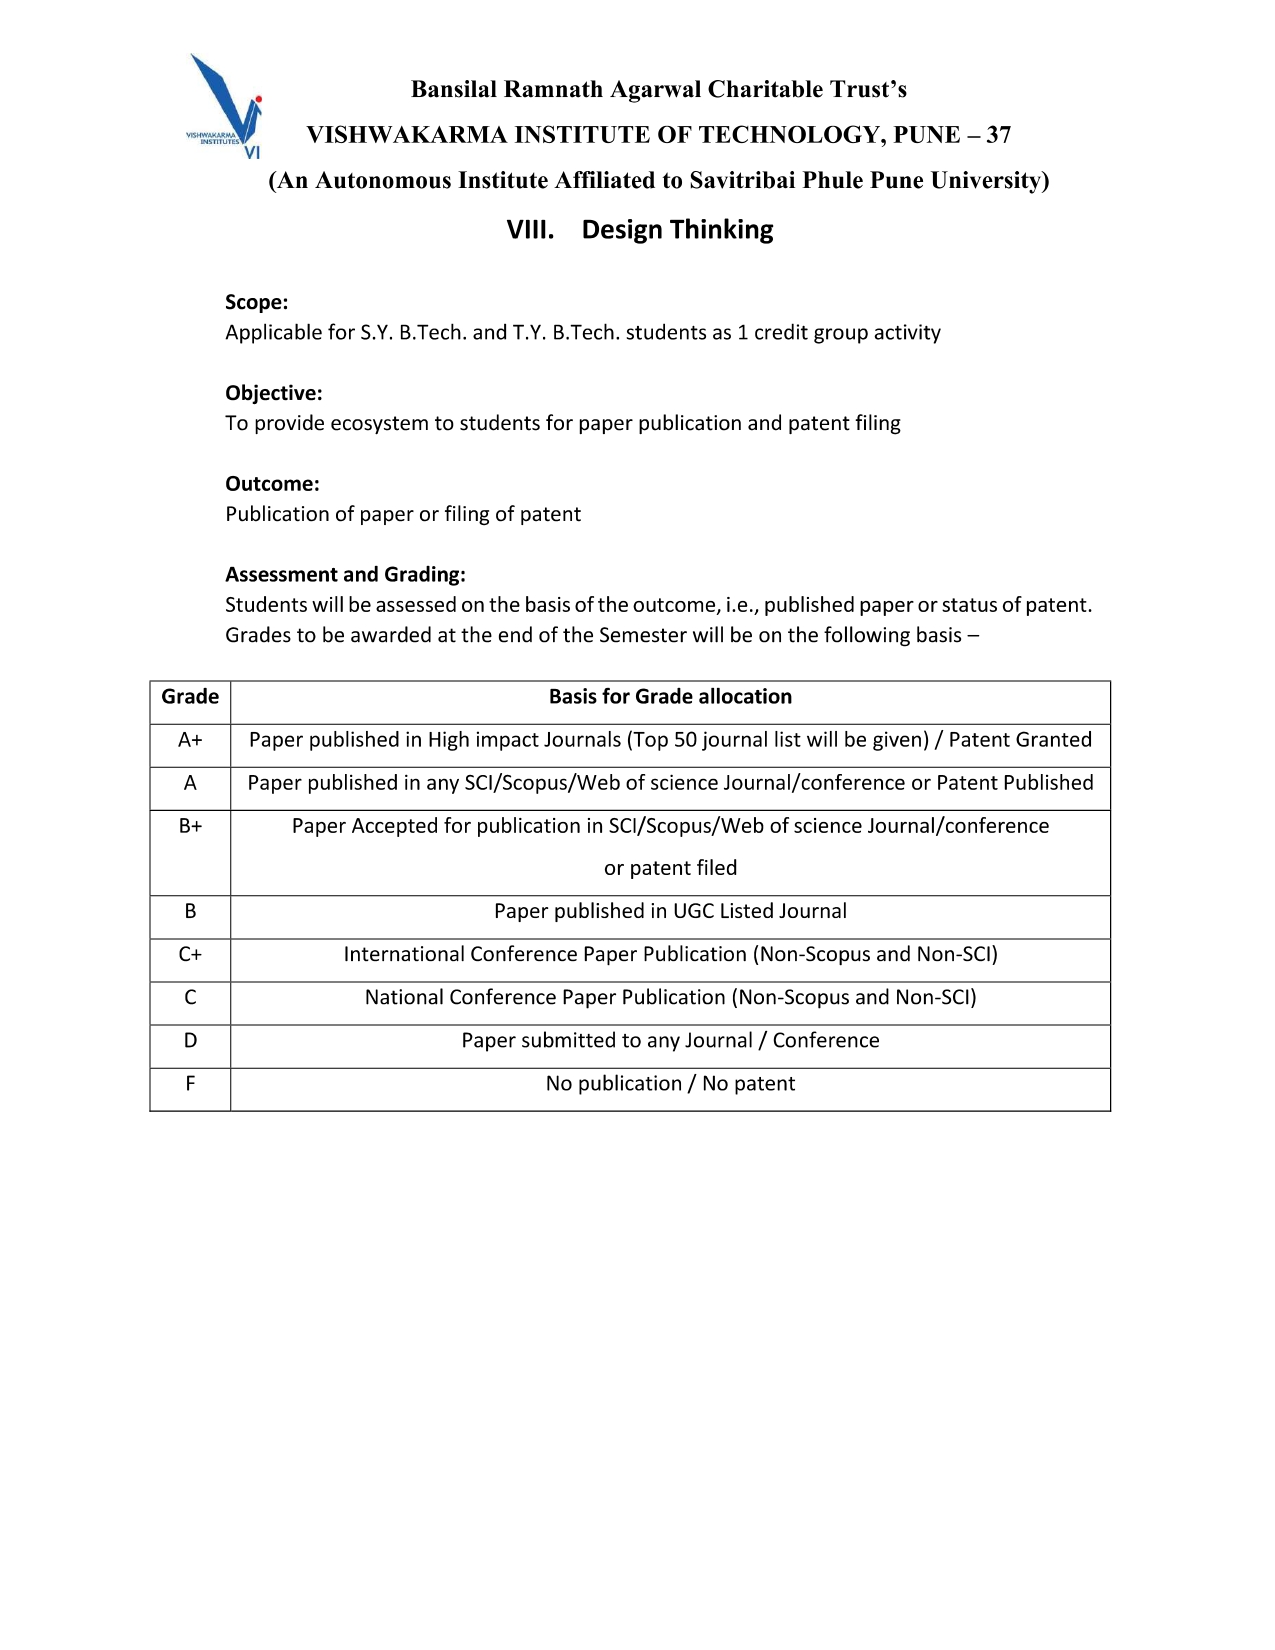 VISHWAKARMA
INSTITUTES
VI
Bansilal Ramnath Agarwal Charitable Trust’s
VISHWAKARMA INSTITUTE OF TECHNOLOGY, PUNE – 37
(An Autonomous Institute Affiliated to Savitribai Phule Pune University)
VIII. Design Thinking
Scope:
Applicable for S.Y. B.Tech. and T.Y. B.Tech. students as 1 credit group activity
Objective:
To provide ecosystem to students for paper publication and patent filing
Outcome:
Publication of paper or filing of patent
Assessment and Grading:
Students will be assessed on the basis of the outcome, i.e., published paper or status of patent.
Grades to be awarded at the end of the Semester will be on the following basis –
Grade Basis for Grade allocation
A+ Paper published in High impact Journals (Top 50 journal list will be given) / Patent Granted
A Paper published in any SCI/Scopus/Web of science Journal/conference or Patent Published
B+ Paper Accepted for publication in SCI/Scopus/Web of science Journal/conference
or patent filed
B Paper published in UGC Listed Journal
C+ International Conference Paper Publication (Non-Scopus and Non-SCI)
C National Conference Paper Publication (Non-Scopus and Non-SCI)
D Paper submitted to any Journal / Conference
F No publication / No patent